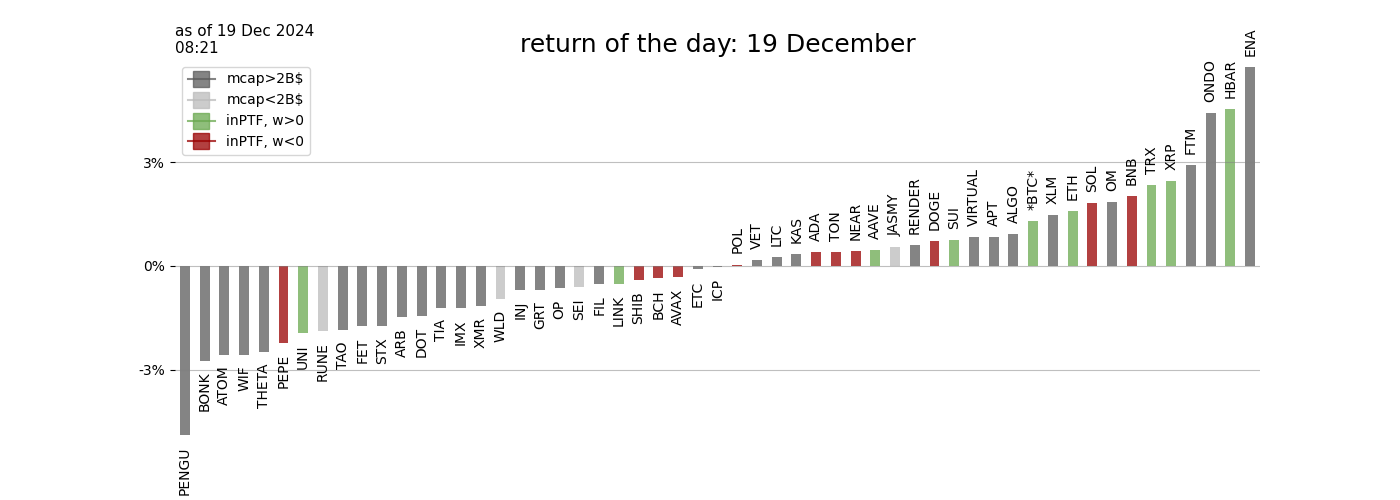 as of 19 Dec 2024
08:21
return of the day: 19 December
mcap>2B$
mcap<2B$
inPTF, w>0
inPTF, w<0
3%
0%
-3%
PENGU
BONK
ATOM
WIF
THETA
PEPE
UNI
RUNE
TAO
FET
STX
ARB
DOT
TIA
IMX
XMR
WLD
INJ
GRT
OP
SEI
FIL
LINK
SHIB
BCH
AVAX
ETC
ICP
POL
VET
LTC
KAS
ADA
TON
NEAR
AAVE
JASMY
RENDER
DOGE
SUI
VIRTUAL
APT
ALGO
*BTC*
XLM
ETH
SOL
OM
BNB
TRX
XRP
FTM
ONDO
HBAR
ENA